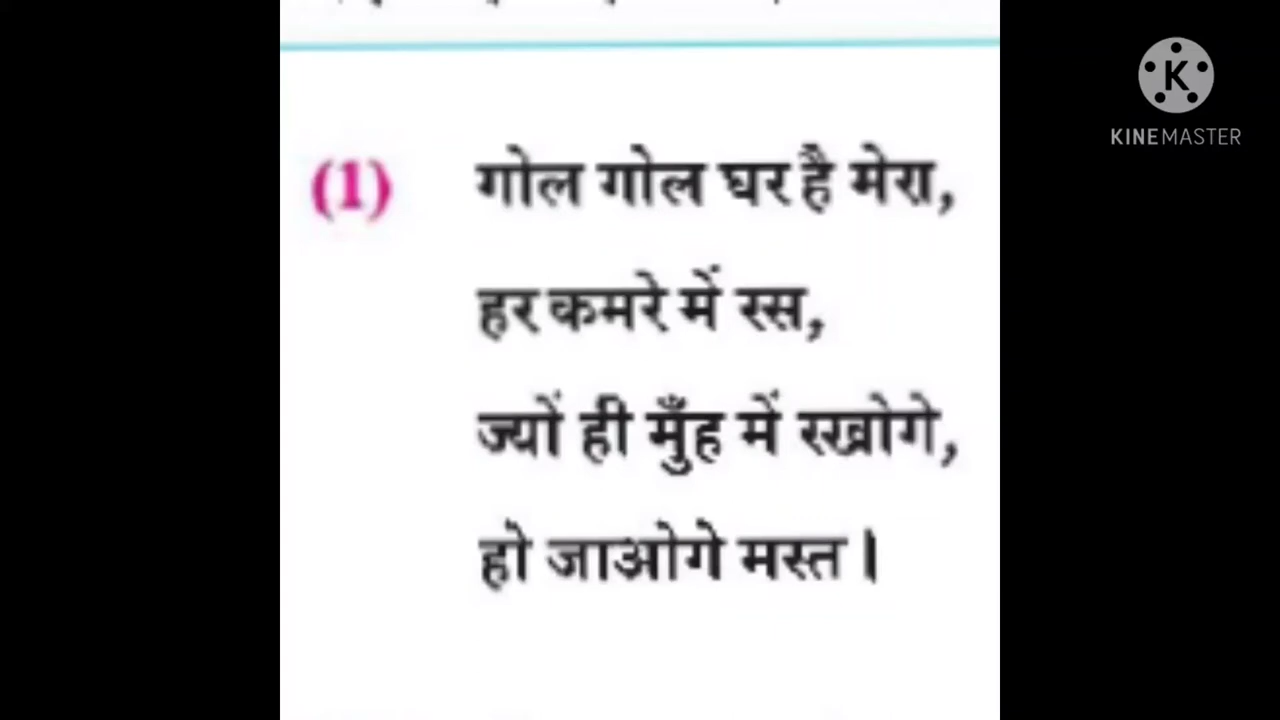 (1) गोल गोल घर है मेरा,
हर कमरे में रस,
ज्यों ही मुँह में रखोगे,
हो जाओगे मस्त।
K
KINEMASTER